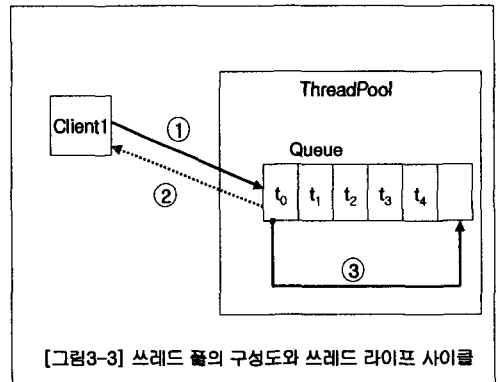 ThreadPool
Client1
①
Queue
②
t0 t1 t2 t3 t4
③
[그림3-3] 쓰레드 풀의 구성도와 쓰레드 라이프 사이클